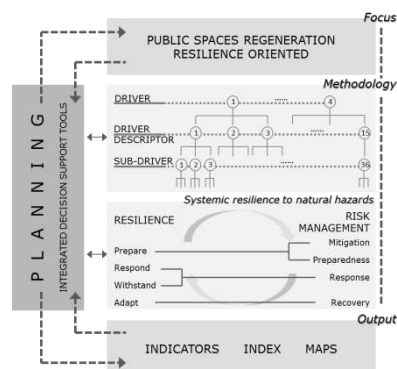 Focus
PUBLIC SPACES REGENERATION
RESILIENCE ORIENTED
PLANNING
INTEGRATED DECISION SUPPORT TOOLS
Methodology
DRIVER 1 ...... 4
DRIVER 1 2 3 ...... 15
DESCRIPTOR
SUB-DRIVER 1 2 3 ...... 36
Systemic resilience to natural hazards
RESILIENCE RISK
MANAGEMENT
Mitigation
Prepare Preparedness
Respond Response
Withstand
Adapt Recovery
Output
INDICATORS INDEX MAPS